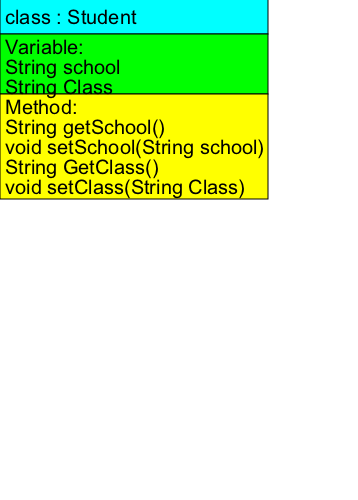 class : Student
Variable:
String school
String Class
Method:
String getSchool()
void setSchool(String school)
String GetClass()
void setClass(String Class)